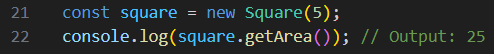 21 const square = new Square(5);
22 console.log(square.getArea()); // Output: 25